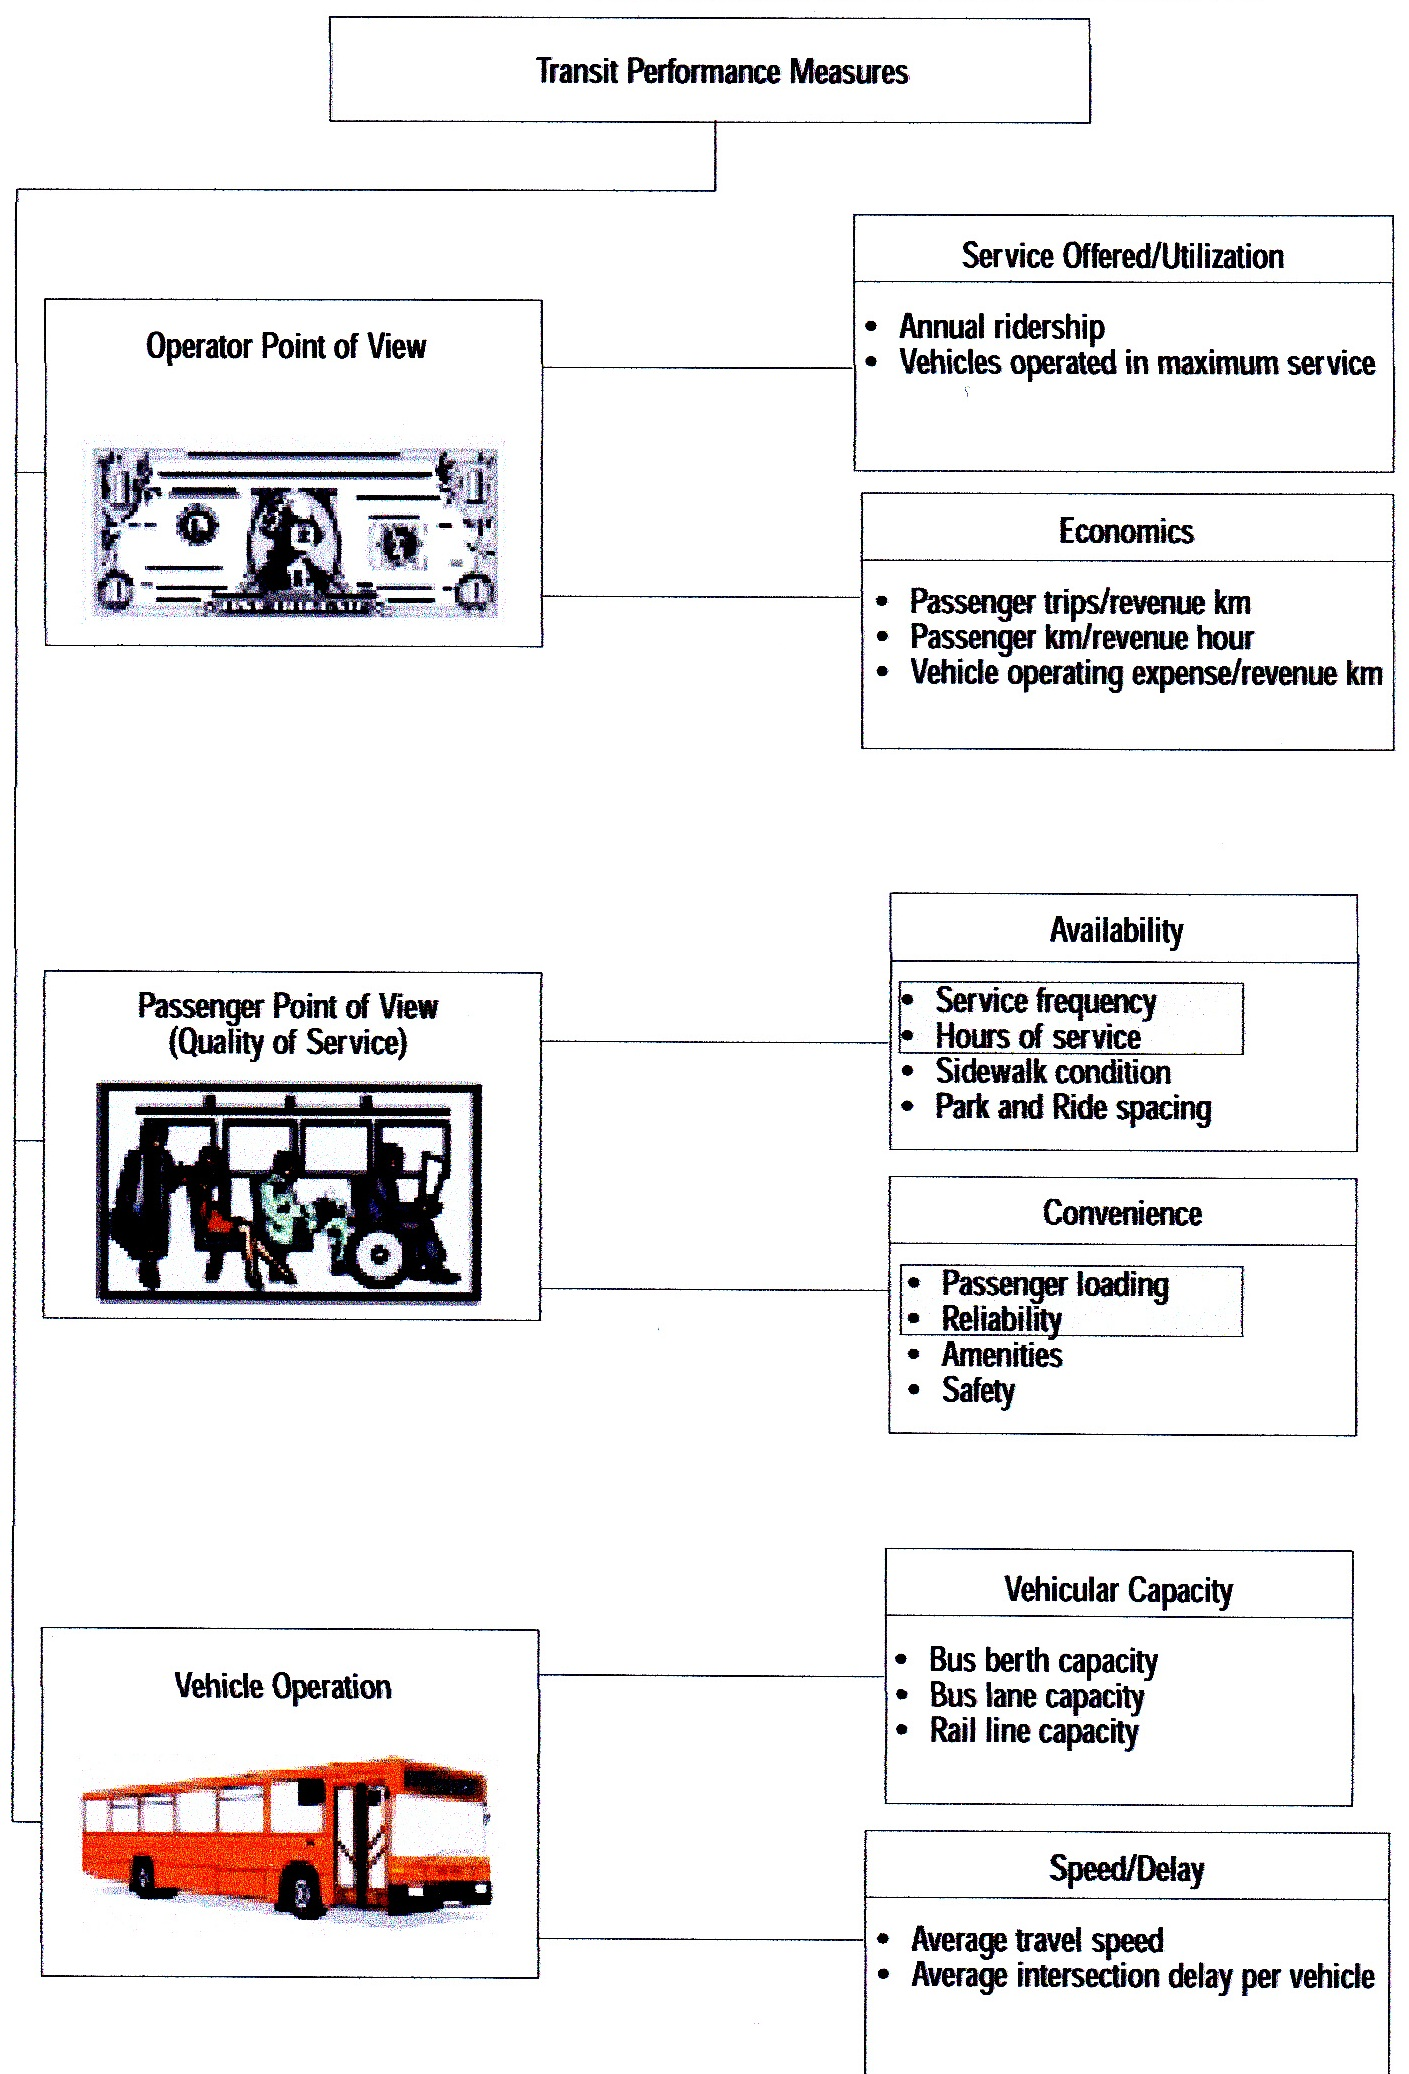 Transit Performance Measures
Operator Point of View
Service Offered/Utilization
• Annual ridership
• Vehicles operated in maximum service
Economics
• Passenger trips/revenue km
• Passenger km/revenue hour
• Vehicle operating expense/revenue km
Passenger Point of View
(Quality of Service)
Availability
• Service frequency
• Hours of service
• Sidewalk condition
• Park and Ride spacing
Convenience
• Passenger loading
• Reliability
• Amenities
• Safety
Vehicle Operation
Vehicular Capacity
• Bus berth capacity
• Bus lane capacity
• Rail line capacity
Speed/Delay
• Average travel speed
• Average intersection delay per vehicle